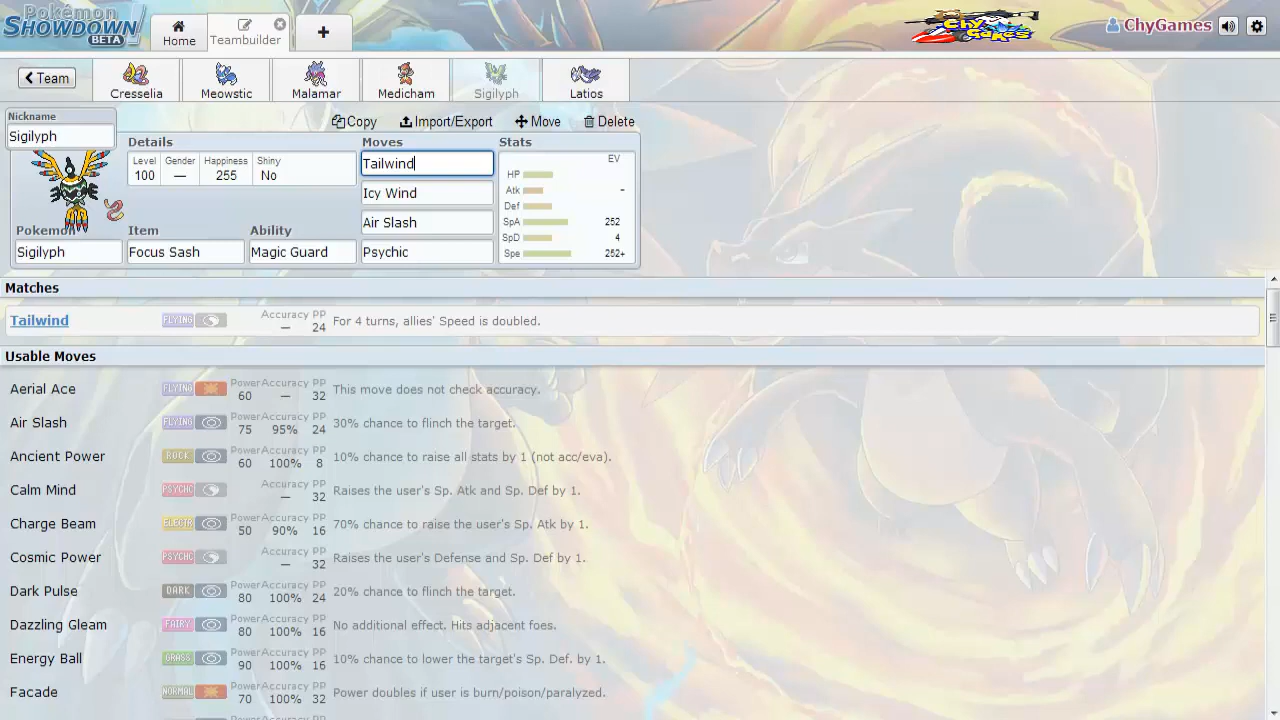 Pokémon
SHOWDOWN!
BETA
Home
Teambuilder
+
Chy
Games
ChyGames
Team
Cresselia
Meowstic
Malamar
Medicham
Sigilyph
Latios
Copy
Import/Export
Move
Delete
Nickname
Sigilyph
Details
Level
100
Gender
—
Happiness
255
Shiny
No
Pokemon
Sigilyph
Item
Focus Sash
Ability
Magic Guard
Moves
Tailwind
Icy Wind
Air Slash
Psychic
Stats
EV
HP
Atk -
Def
SpA 252
SpD 4
Spe 252+
Matches
Tailwind FLYING Accuracy — PP 24 For 4 turns, allies' Speed is doubled.
Usable Moves
Aerial Ace FLYING Power 60 Accuracy — PP 32 This move does not check accuracy.
Air Slash FLYING Power 75 Accuracy 95% PP 24 30% chance to flinch the target.
Ancient Power ROCK Power 60 Accuracy 100% PP 8 10% chance to raise all stats by 1 (not acc/eva).
Calm Mind PSYCHC Accuracy — PP 32 Raises the user's Sp. Atk and Sp. Def by 1.
Charge Beam ELECTR Power 50 Accuracy 90% PP 16 70% chance to raise the user's Sp. Atk by 1.
Cosmic Power PSYCHC Accuracy — PP 32 Raises the user's Defense and Sp. Def by 1.
Dark Pulse DARK Power 80 Accuracy 100% PP 24 20% chance to flinch the target.
Dazzling Gleam FAIRY Power 80 Accuracy 100% PP 16 No additional effect. Hits adjacent foes.
Energy Ball GRASS Power 90 Accuracy 100% PP 16 10% chance to lower the target's Sp. Def. by 1.
Facade NORMAL Power 70 Accuracy 100% PP 32 Power doubles if user is burn/poison/paralyzed.